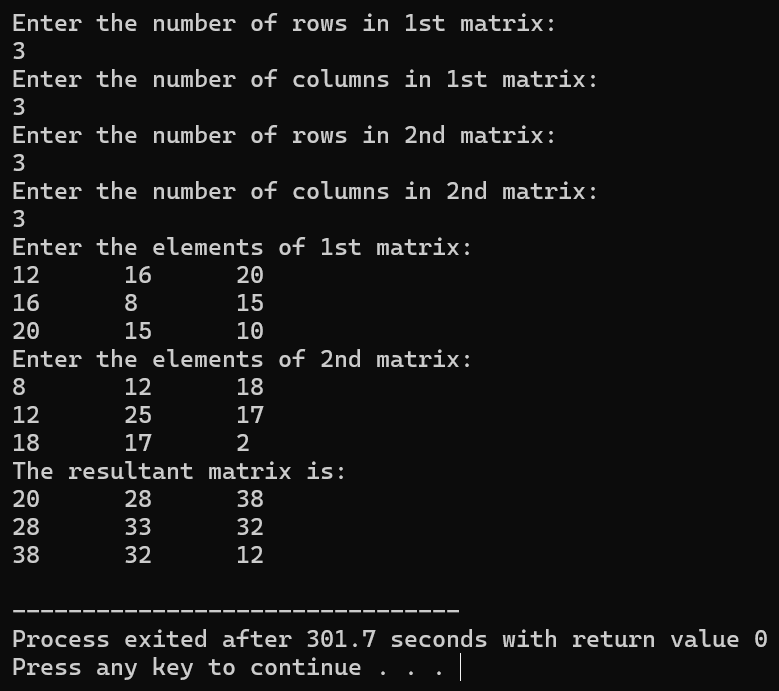 Enter the number of rows in 1st matrix:
3
Enter the number of columns in 1st matrix:
3
Enter the number of rows in 2nd matrix:
3
Enter the number of columns in 2nd matrix:
3
Enter the elements of 1st matrix:
12      16      20
16      8       15
20      15      10
Enter the elements of 2nd matrix:
8       12      18
12      25      17
18      17      2
The resultant matrix is:
20      28      38
28      33      32
38      32      12
--------------------------------
Process exited after 301.7 seconds with return value 0
Press any key to continue . . .